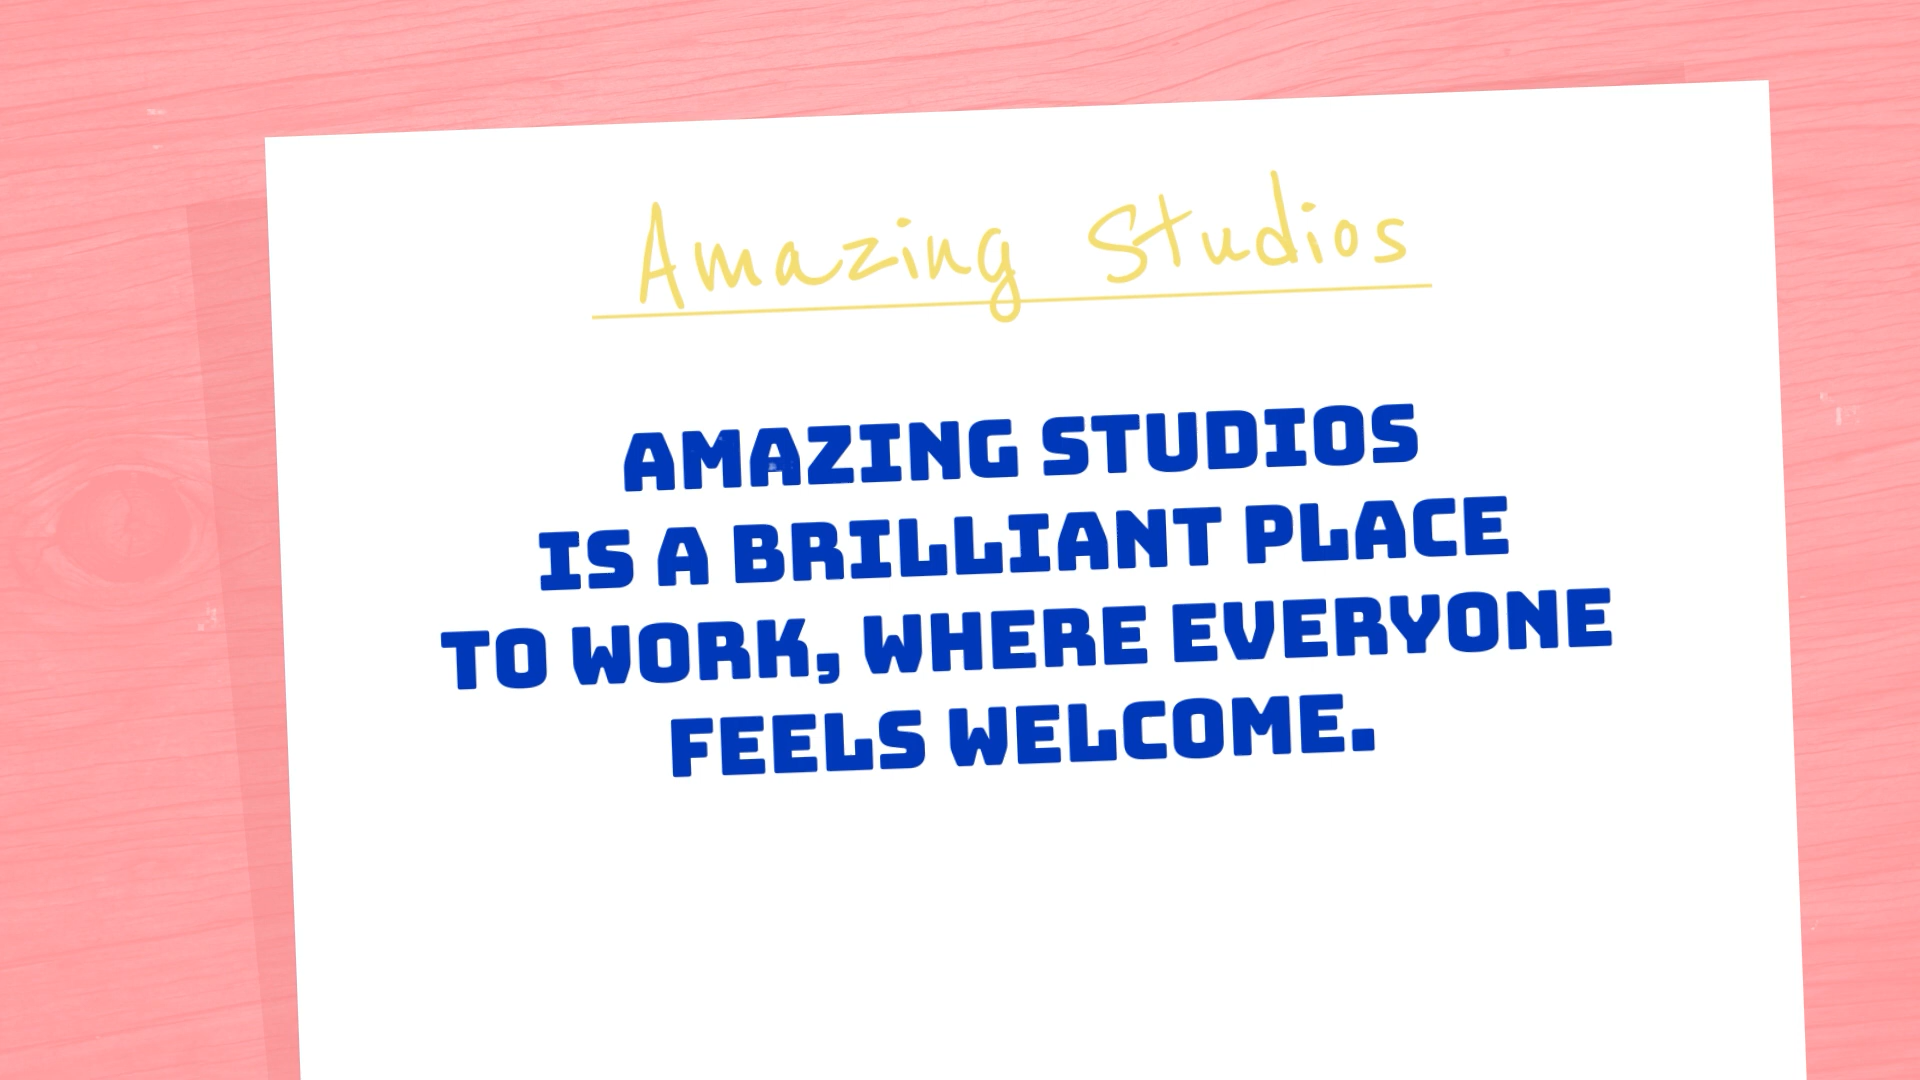 Amazing Studios
AMAZING STUDIOS
IS A BRILLIANT PLACE
TO WORK, WHERE EVERYONE
FEELS WELCOME.